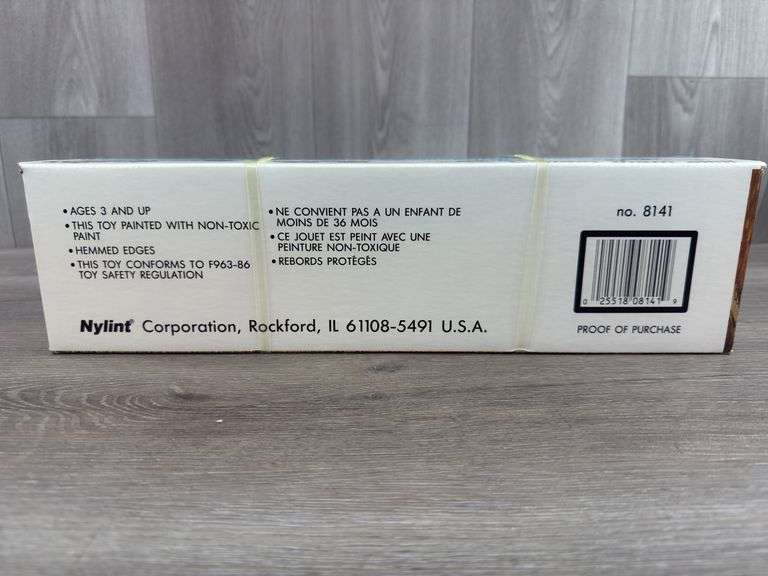 • AGES 3 AND UP
• THIS TOY PAINTED WITH NON-TOXIC
PAINT
• HEMMED EDGES
• THIS TOY CONFORMS TO F963-86
TOY SAFETY REGULATION
• NE CONVIENT PAS A UN ENFANT DE
MOINS DE 36 MOIS
• CE JOUET EST PEINT AVEC UNE
PEINTURE NON-TOXIQUE
• REBORDS PROTÈGÈS
Nylint® Corporation, Rockford, IL 61108-5491 U.S.A.
no. 8141
0 25518 08141 9
PROOF OF PURCHASE